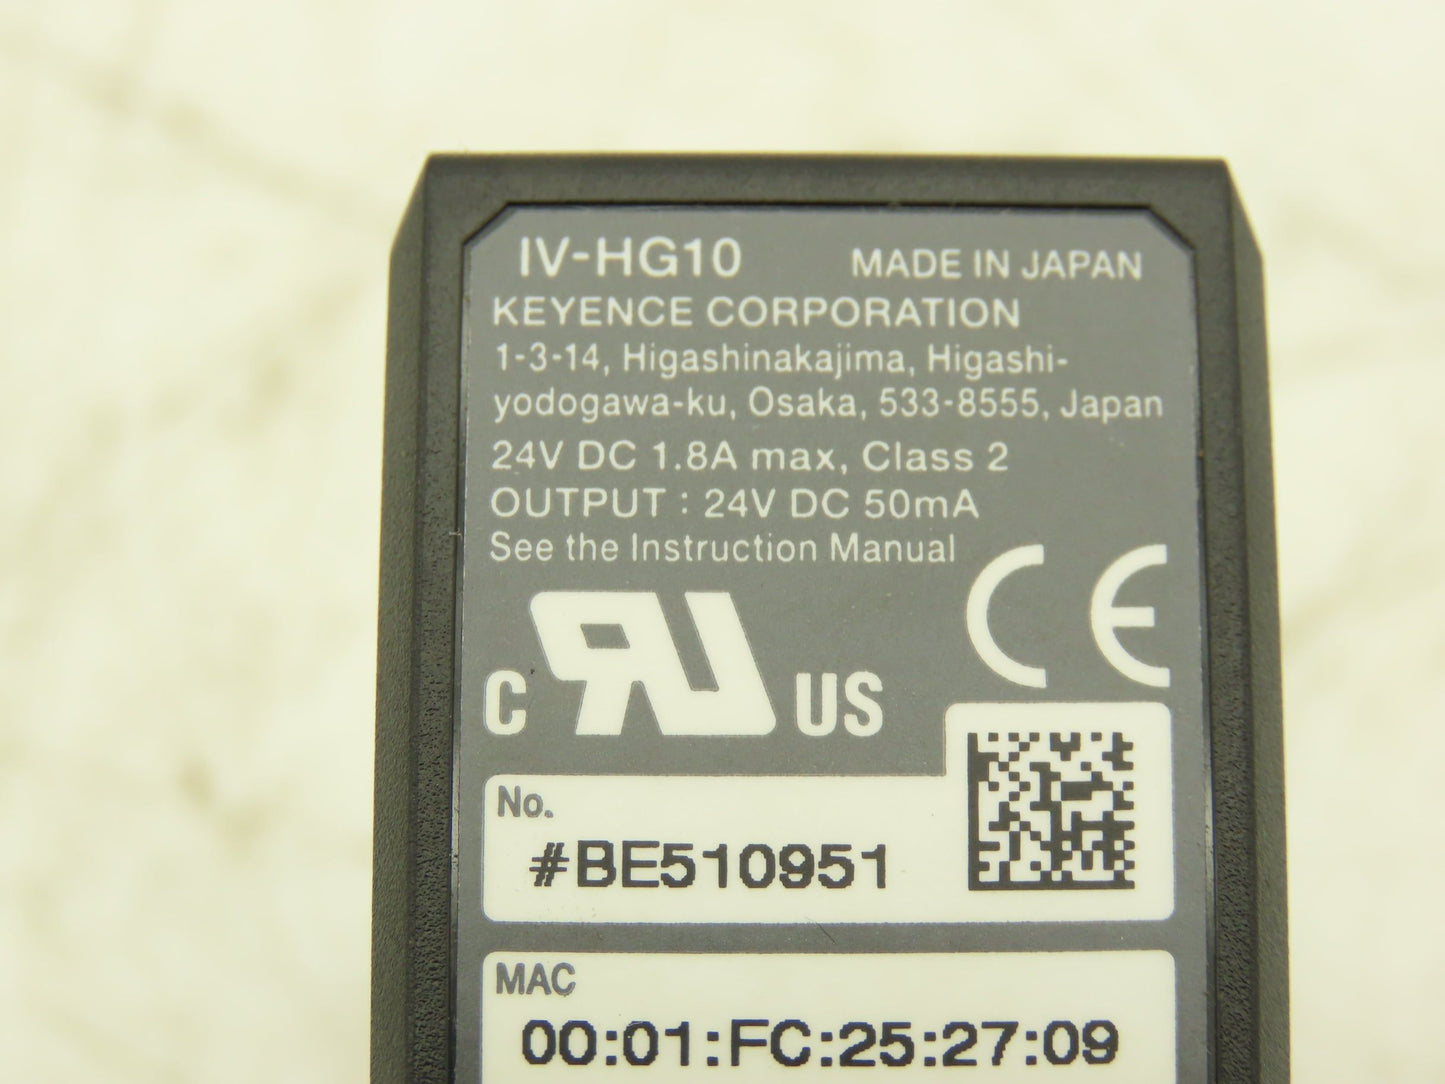 IV-HG10 MADE IN JAPAN
KEYENCE CORPORATION
1-3-14, Higashinakajima, Higashi-
yodogawa-ku, Osaka, 533-8555, Japan
24V DC 1.8A max, Class 2
OUTPUT : 24V DC 50mA
See the Instruction Manual
CE
C RU US
No.
#BE510951
MAC
00:01:FC:25:27:09